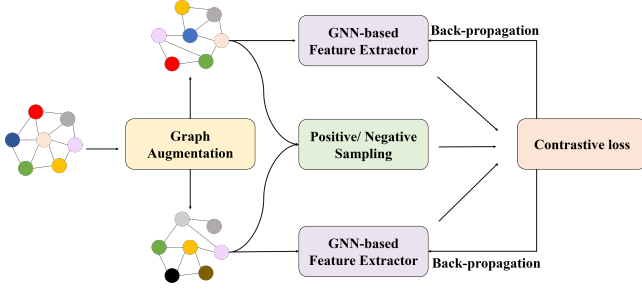 GNN-based
Feature Extractor
Back-propagation
Graph
Augmentation
Positive/ Negative
Sampling
Contrastive loss
GNN-based
Feature Extractor
Back-propagation